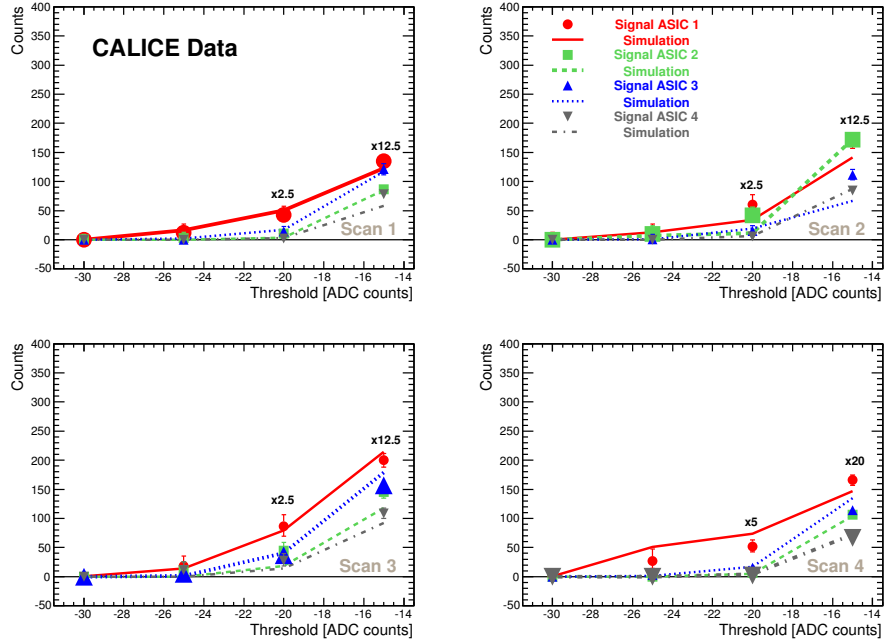 CALICE Data
Counts
400
350
300
250
200
150
100
50
0
-50
x2.5
x12.5
Scan 1
-30 -28 -26 -24 -22 -20 -18 -16 -14
Threshold [ADC counts]
Counts
400
350
300
250
200
150
100
50
0
-50
Signal ASIC 1
Simulation
Signal ASIC 2
Simulation
Signal ASIC 3
Simulation
Signal ASIC 4
Simulation
x2.5
x12.5
Scan 2
-30 -28 -26 -24 -22 -20 -18 -16 -14
Threshold [ADC counts]
Counts
400
350
300
250
200
150
100
50
0
-50
x2.5
x12.5
Scan 3
-30 -28 -26 -24 -22 -20 -18 -16 -14
Threshold [ADC counts]
Counts
400
350
300
250
200
150
100
50
0
-50
x5
x20
Scan 4
-30 -28 -26 -24 -22 -20 -18 -16 -14
Threshold [ADC counts]